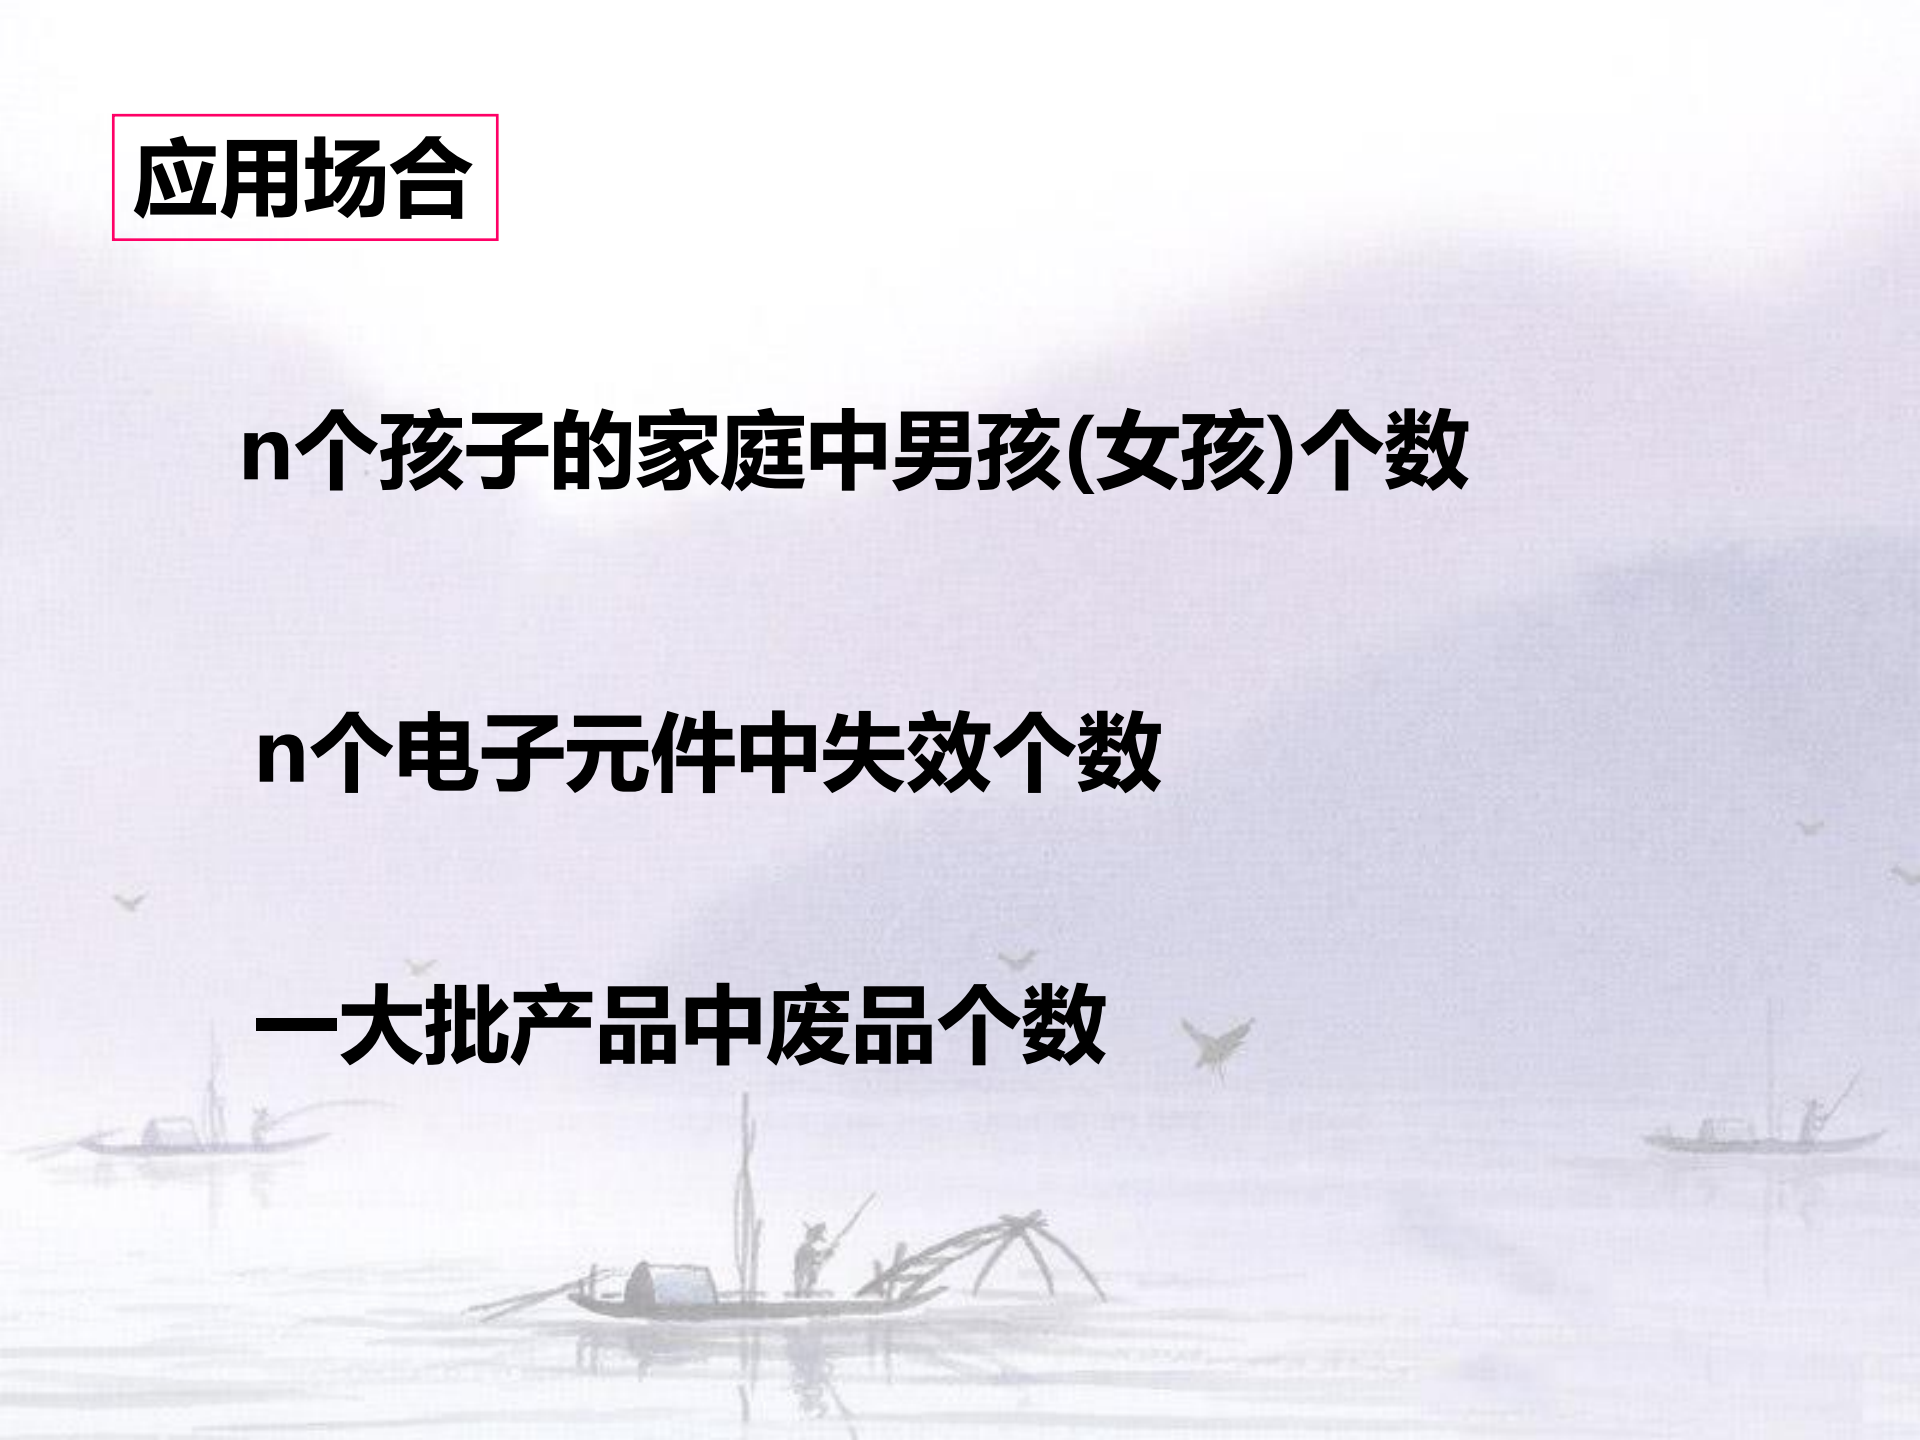 应用场合
n个孩子的家庭中男孩(女孩)个数
n个电子元件中失效个数
一大批产品中废品个数